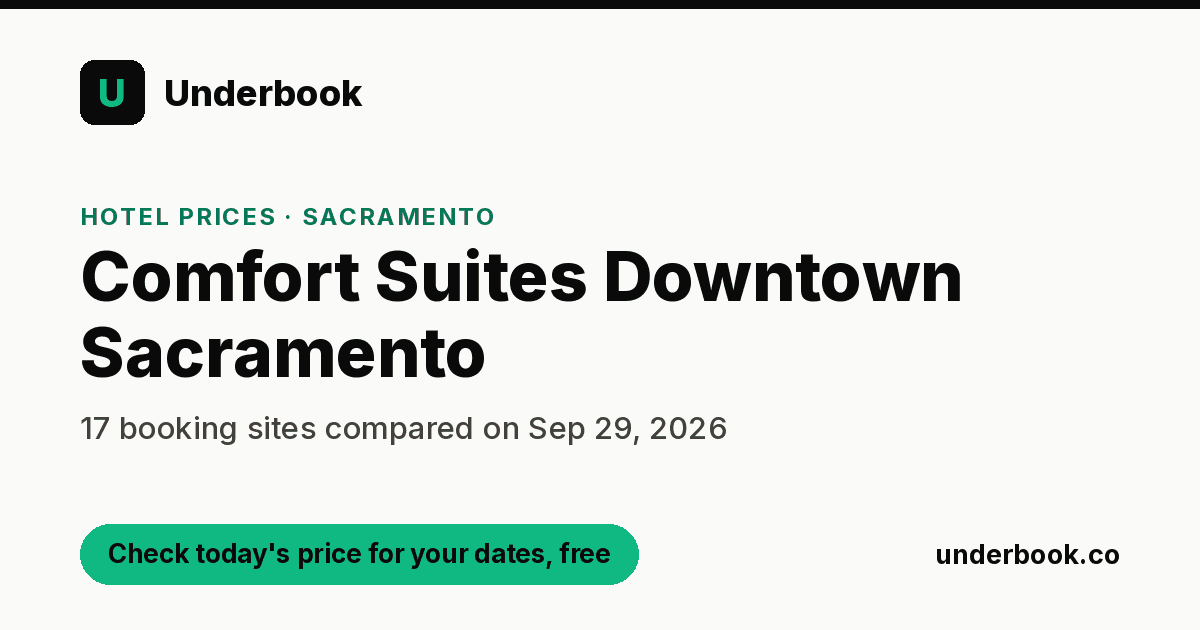 U
Underbook
HOTEL PRICES · SACRAMENTO
Comfort Suites Downtown
Sacramento
17 booking sites compared on Sep 29, 2026
Check today's price for your dates, free
underbook.co